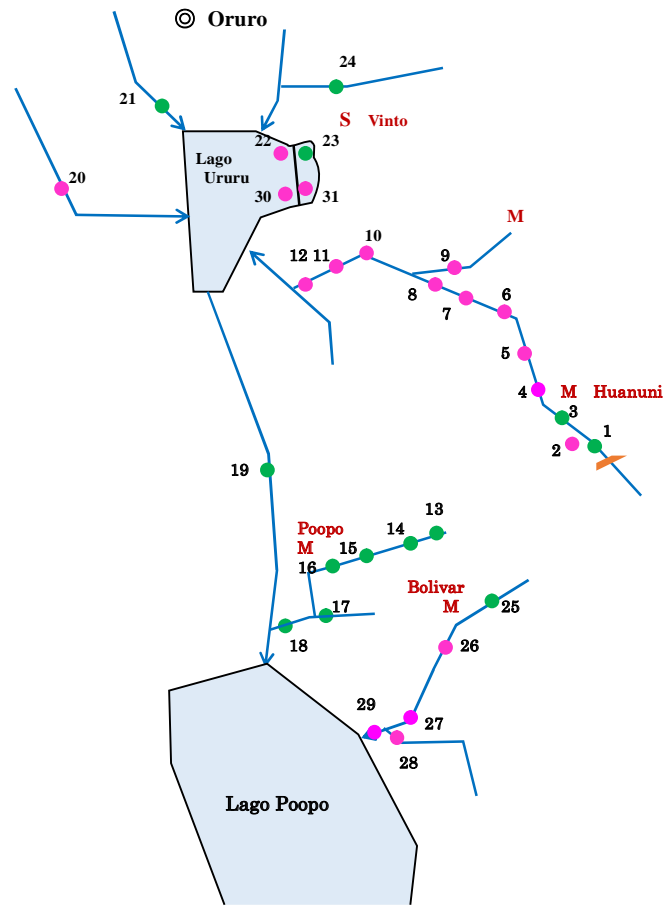 Oruro
24
21
S Vinto
22 23
Lago
Ururu
20
30 31
M
10
12 11 9
8 6
7
5
4 M Huanuni
3
1
2
19
13
Poopo
14
M
15
16
Bolivar
M
25
17
18
26
29
27
28
Lago Poopo